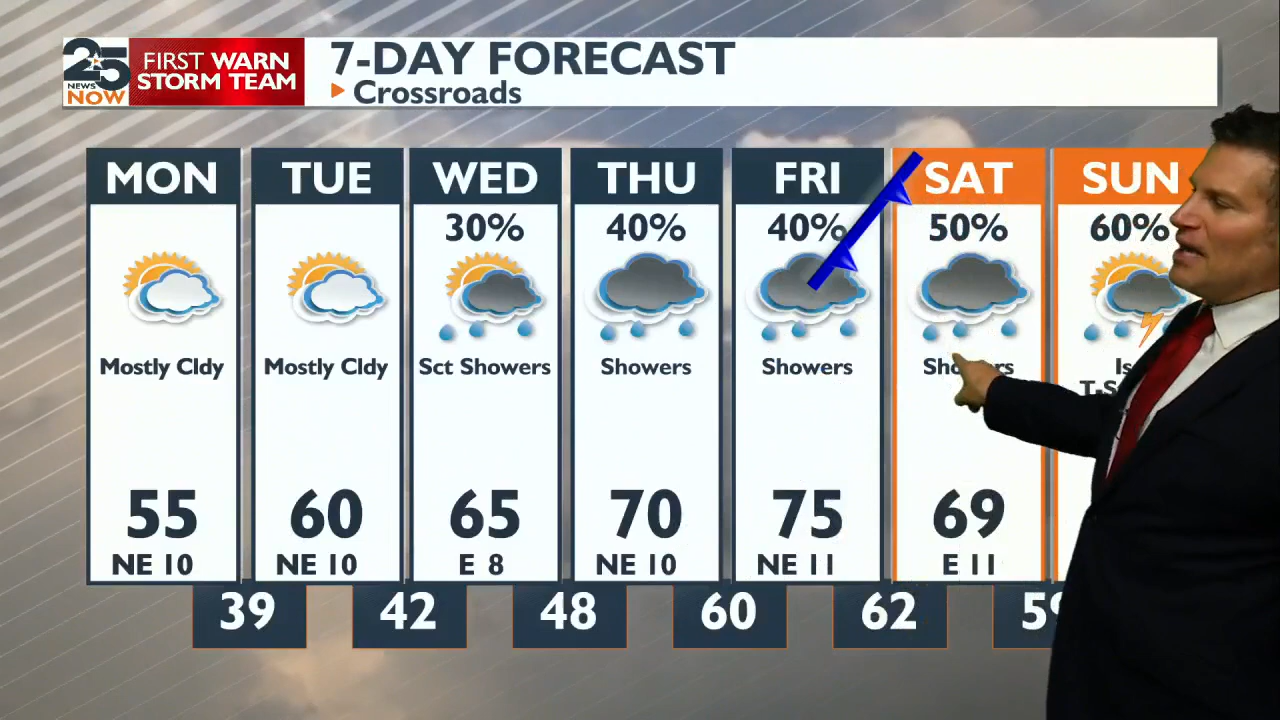 25
NEWS
NOW
FIRST WARN
STORM TEAM
7-DAY FORECAST
Crossroads
MON TUE WED THU FRI SAT SUN
30% 40% 40% 50% 60%
Mostly Cldy Mostly Cldy Sct Showers Showers Showers
55 60 65 70 75 69
NE 10 NE 10 E 8 NE 10 NE 11 E 11
39 42 48 60 62